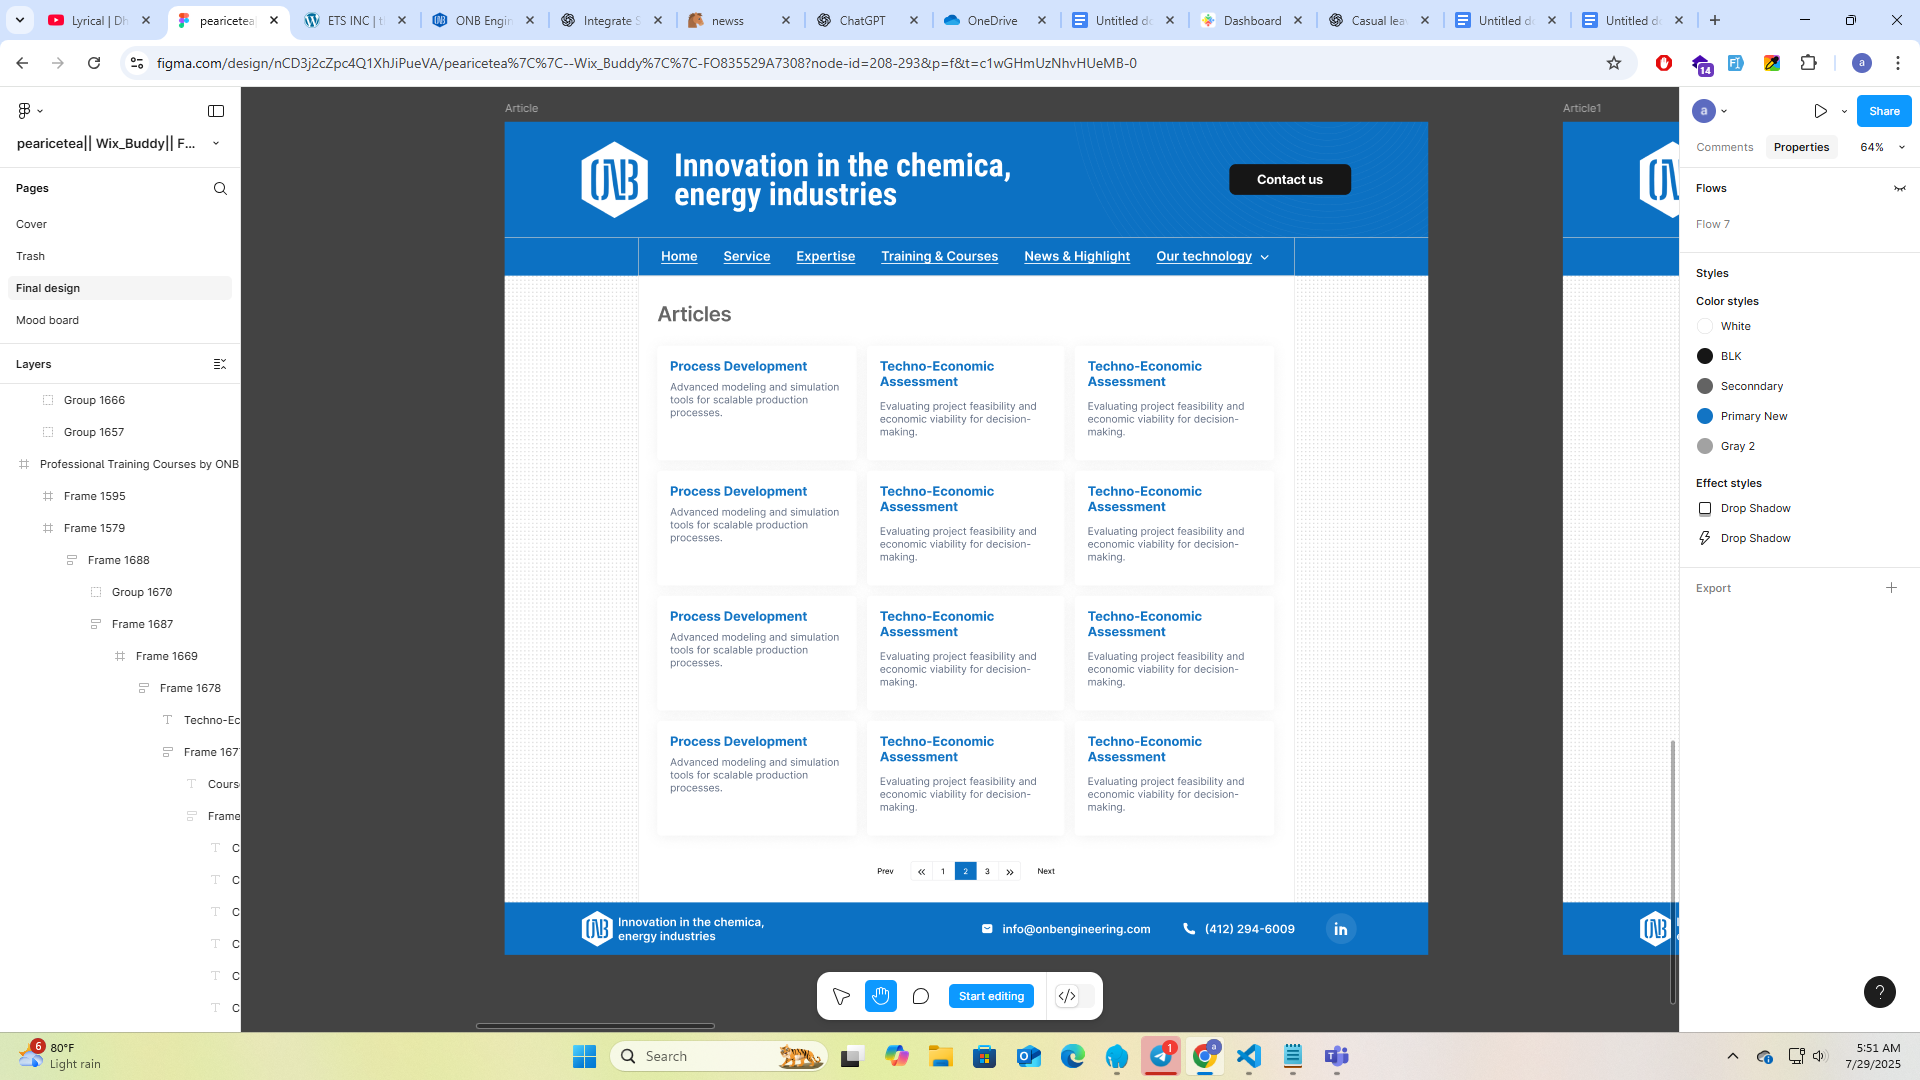 Lyrical | Dh
pearicetea|
ETS INC | th
ONB Engin
Integrate S
newss
ChatGPT
OneDrive
Untitled do
Dashboard
Casual leav
Untitled do
Untitled do
figma.com/design/nCD3j2cZpc4Q1XhJiPueVA/pearicetea%7C%7C--Wix_Buddy%7C%7C-FO835529A7308?node-id=208-293&p=f&t=c1wGHmUzNhvHUeMB-0
14
a
pearicetea|| Wix_Buddy|| F...
Pages
Cover
Trash
Final design
Mood board
Layers
Group 1666
Group 1657
Professional Training Courses by ONB
Frame 1595
Frame 1579
Frame 1688
Group 1670
Frame 1687
Frame 1669
Frame 1678
Techno-Ec
Frame 167
Cours
Frame
C
C
C
C
C
C
Article
ONB
Innovation in the chemica,
energy industries
Contact us
Home
Service
Expertise
Training & Courses
News & Highlight
Our technology
Articles
Process Development
Advanced modeling and simulation
tools for scalable production
processes.
Techno-Economic
Assessment
Evaluating project feasibility and
economic viability for decision-
making.
Techno-Economic
Assessment
Evaluating project feasibility and
economic viability for decision-
making.
Process Development
Advanced modeling and simulation
tools for scalable production
processes.
Techno-Economic
Assessment
Evaluating project feasibility and
economic viability for decision-
making.
Techno-Economic
Assessment
Evaluating project feasibility and
economic viability for decision-
making.
Process Development
Advanced modeling and simulation
tools for scalable production
processes.
Techno-Economic
Assessment
Evaluating project feasibility and
economic viability for decision-
making.
Techno-Economic
Assessment
Evaluating project feasibility and
economic viability for decision-
making.
Process Development
Advanced modeling and simulation
tools for scalable production
processes.
Techno-Economic
Assessment
Evaluating project feasibility and
economic viability for decision-
making.
Techno-Economic
Assessment
Evaluating project feasibility and
economic viability for decision-
making.
Prev
«
1
2
3
»
Next
ONB
Innovation in the chemica,
energy industries
info@onbengineering.com
(412) 294-6009
in
Article1
ONB
Start editing
a
Share
Comments
Properties
64%
Flows
Flow 7
Styles
Color styles
White
BLK
Seconndary
Primary New
Gray 2
Effect styles
Drop Shadow
Drop Shadow
Export
?
6
80°F
Light rain
Search
1
a
5:51 AM
7/29/2025